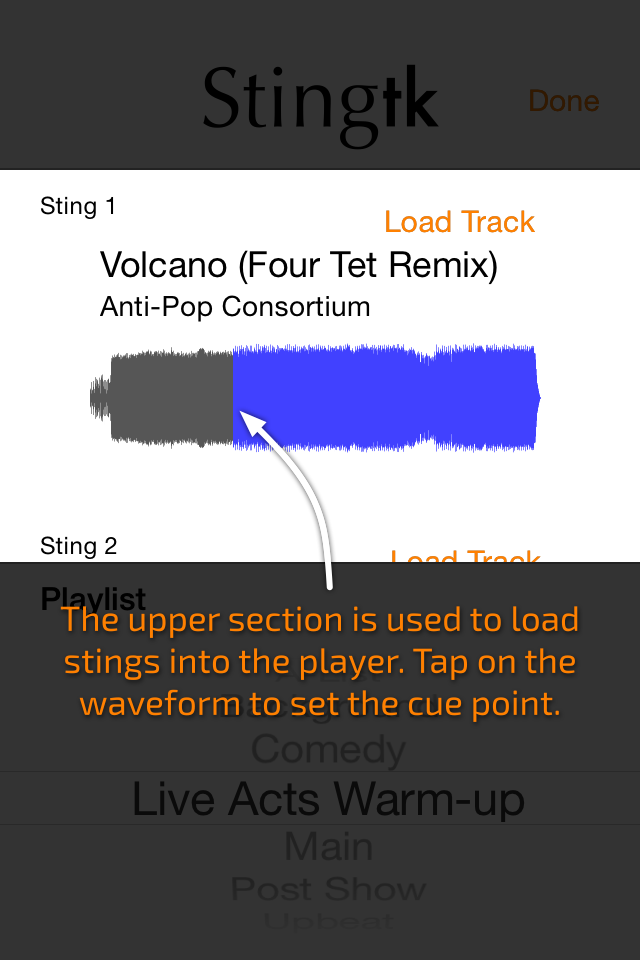 Stingtk
Done
Sting 1
Load Track
Volcano (Four Tet Remix)
Anti-Pop Consortium
Sting 2
Load Track
Playlist
The upper section is used to load
stings into the player. Tap on the
waveform to set the cue point.
Comedy
Live Acts Warm-up
Main
Post Show
Upbeat